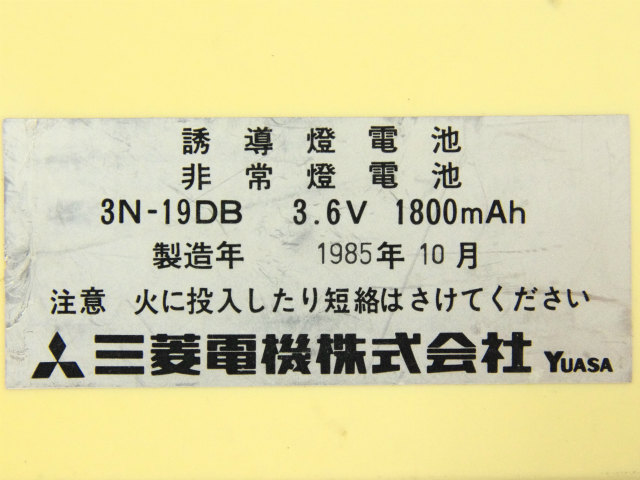 誘導燈電池
非常燈電池
3N-19DB 3.6V 1800mAh
製造年 1985年10月
注意 火に投入したり短絡はさけてください
三菱電機株式会社 YUASA